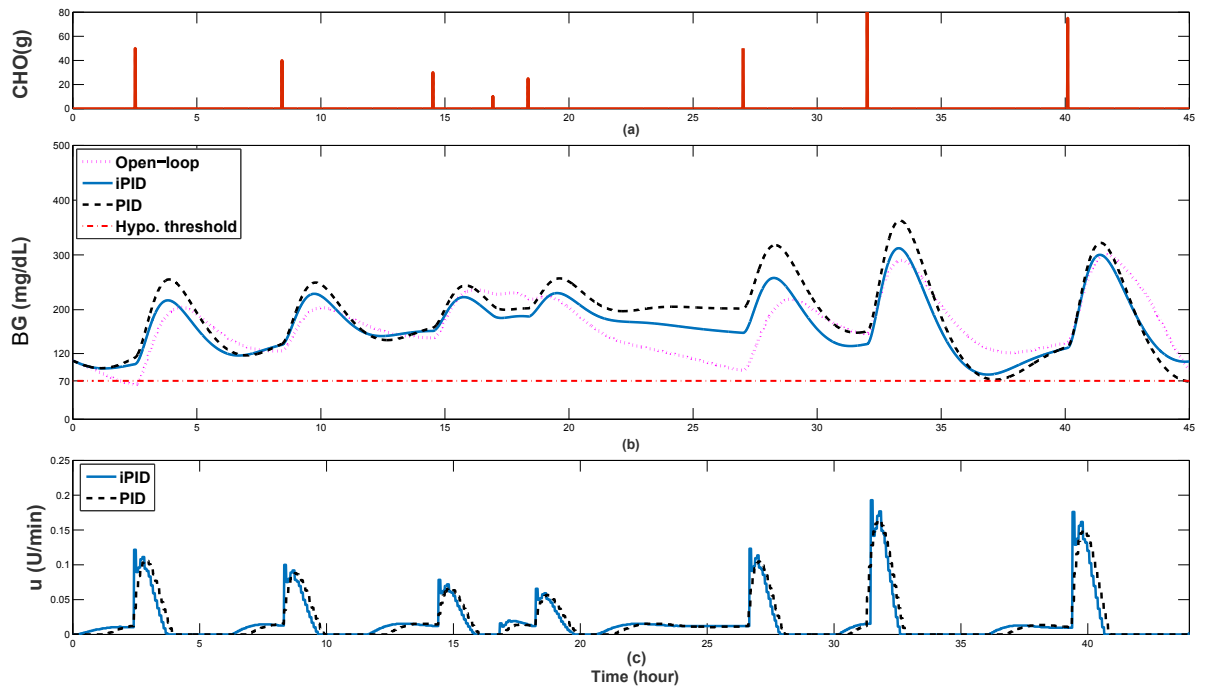 CHO(g)
80
60
40
20
0
0 5 10 15 20 25 30 35 40 45
(a)
BG (mg/dL)
500
400
300
200
120
70
0
Open-loop
iPID
PID
Hypo. threshold
0 5 10 15 20 25 30 35 40 45
(b)
u (U/min)
0.25
0.2
0.15
0.1
0.05
0
iPID
PID
0 5 10 15 20 25 30 35 40
(c)
Time (hour)